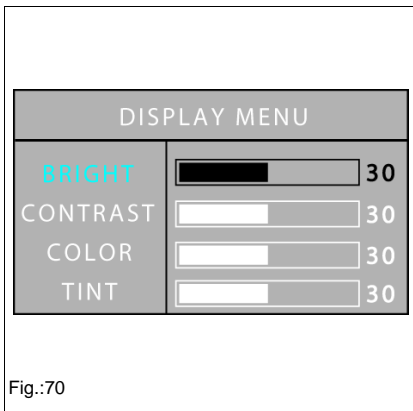 DISPLAY MENU
BRIGHT 30
CONTRAST 30
COLOR 30
TINT 30
Fig.:70